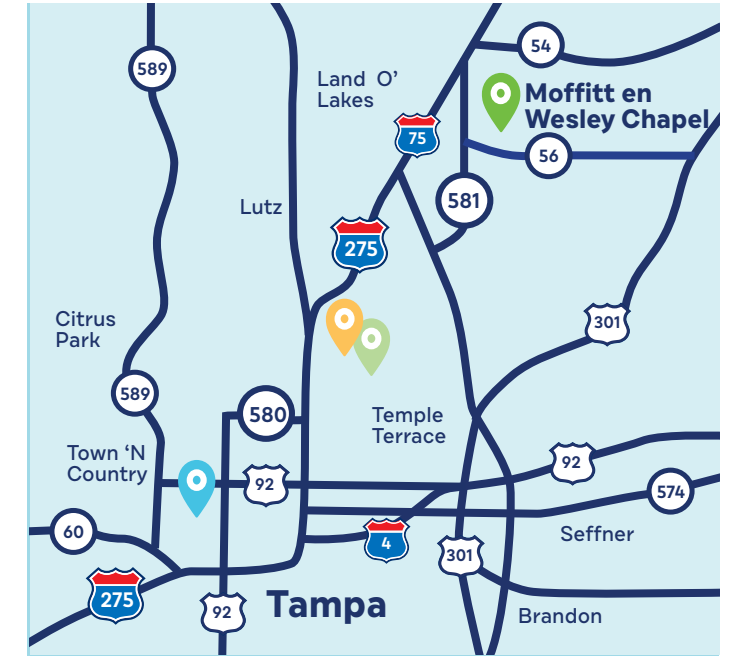 54
589
Land O’
Lakes
Moffitt en
Wesley Chapel
75
56
581
Lutz
275
301
Citrus
Park
589
580
Temple
Terrace
Town ‘N
Country
92
92
574
60
Seffner
4
301
275
92
Tampa
Brandon